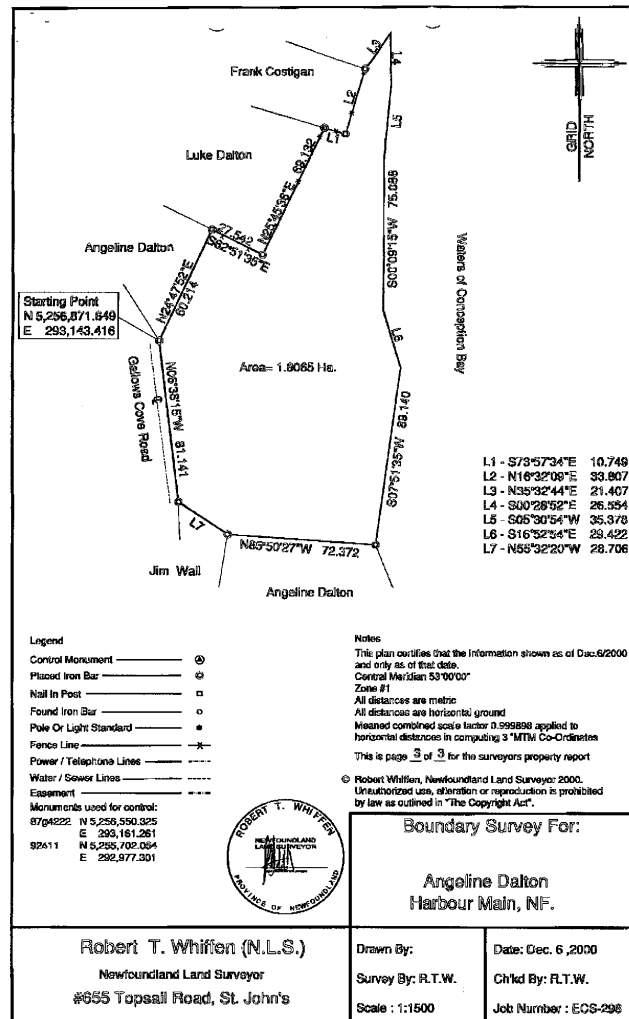 Frank Costigan
L3
L4
L2
L5
L1
Luke Dalton
N25°45'36"E 69.132
S00°09'15"W 75.088
GRID
NORTH
27.542
S62°51'35"E
Angeline Dalton
N24°47'52"E
60.214
Waters of Conception Bay
Starting Point
N 5,256,871.649
E 293,143.416
L6
Area= 1.8065 Ha.
Gallows Cove Road
N06°38'15"W 81.141
S07°51'35"W 89.140
L1 - S73°57'34"E 10.749
L2 - N16°32'09"E 33.807
L3 - N35°32'44"E 21.407
L4 - S00°28'52"E 26.554
L5 - S05°30'54"W 35.378
L6 - S16°52'54"E 29.422
L7 - N55°32'20"W 28.706
L7
N85°50'27"W 72.372
Jim Wall
Angeline Dalton
Legend
Control Monument
Placed Iron Bar
Nail In Post
Found Iron Bar
Pole Or Light Standard
Fence Line
Power / Telephone Lines
Water / Sewer Lines
Easement
Monuments used for control:
87g4222 N 5,256,550.325
E 293,161.261
92411 N 5,255,702.054
E 292,977.301
Notes
This plan certifies that the information shown as of Dec.6/2000
and only as of that date.
Central Meridian 53°00'00"
Zone #1
All distances are metric
All distances are horizontal ground
Meaned combined scale factor 0.999898 applied to
horizontal distances in computing 3 °MTM Co-Ordinates
This is page 3 of 3 for the surveyors property report
© Robert Whiffen, Newfoundland Land Surveyor 2000.
Unauthorized use, alteration or reproduction is prohibited
by law as outlined in "The Copyright Act".
ROBERT T. WHIFFEN
NEWFOUNDLAND
LAND SURVEYOR
PROVINCE OF NEWFOUNDLAND
Boundary Survey For:
Angeline Dalton
Harbour Main, NF.
Robert T. Whiffen (N.L.S.)
Newfoundland Land Surveyor
#655 Topsail Road, St. John's
Drawn By:
Survey By: R.T.W.
Scale : 1:1500
Date: Dec. 6 ,2000
Ch'kd By: R.T.W.
Job Number : ECS-298